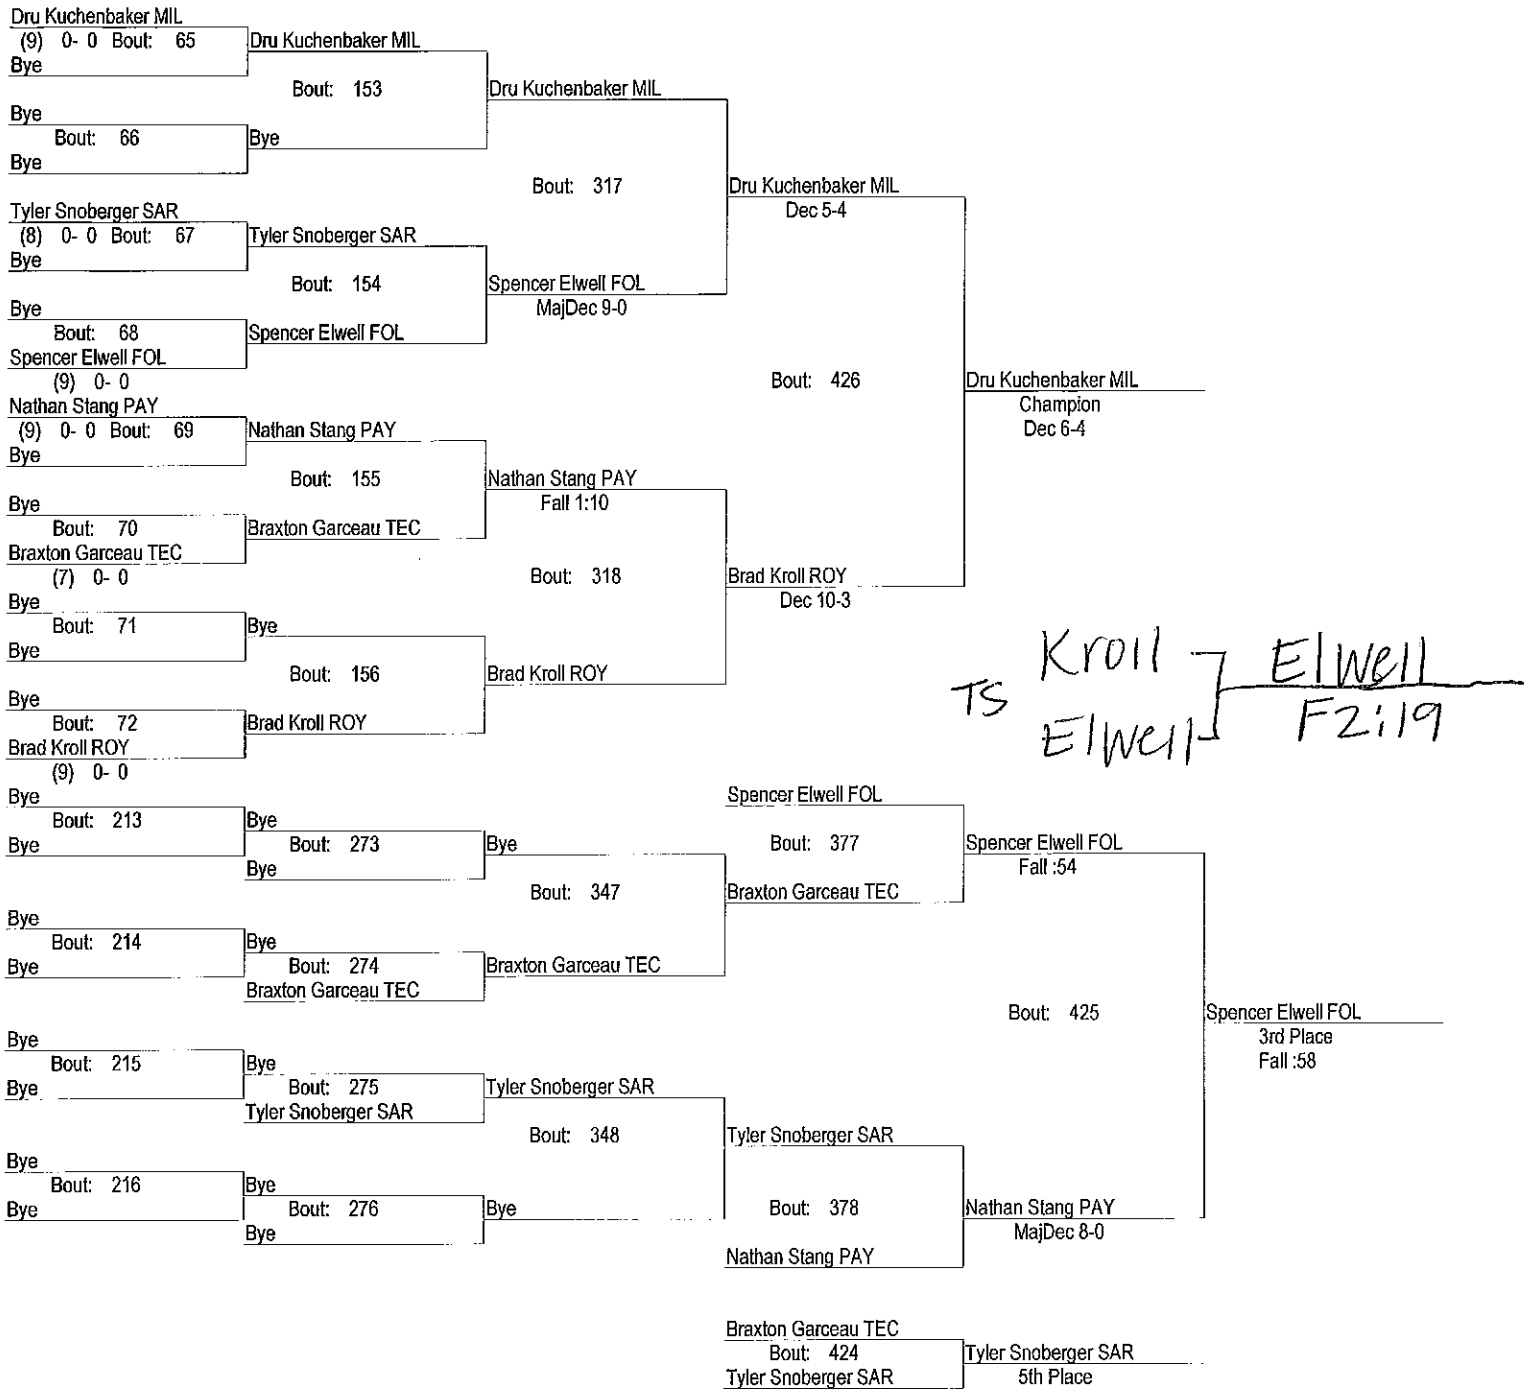 Dru Kuchenbaker MIL
(9) 0- 0 Bout: 65
Bye
Bye
Bout: 66
Bye
Tyler Snoberger SAR
(8) 0- 0 Bout: 67
Bye
Bye
Bout: 68
Spencer Elwell FOL
(9) 0- 0
Nathan Stang PAY
(9) 0- 0 Bout: 69
Bye
Bye
Bout: 70
Braxton Garceau TEC
(7) 0- 0
Bye
Bout: 71
Bye
Bye
Bout: 72
Brad Kroll ROY
(9) 0- 0
Dru Kuchenbaker MIL
Bout: 153
Bye
Tyler Snoberger SAR
Bout: 154
Spencer Elwell FOL
Nathan Stang PAY
Bout: 155
Braxton Garceau TEC
Bye
Bout: 156
Brad Kroll ROY
Dru Kuchenbaker MIL
Bout: 317
Spencer Elwell FOL
MajDec 9-0
Nathan Stang PAY
Fall 1:10
Bout: 318
Brad Kroll ROY
Dru Kuchenbaker MIL
Dec 5-4
Bout: 426
Brad Kroll ROY
Dec 10-3
Dru Kuchenbaker MIL
Champion
Dec 6-4
TS
Kroll
Elwell
Elwell
F2:19
Bye
Bout: 213
Bye
Bye
Bout: 214
Bye
Bye
Bout: 215
Bye
Bye
Bout: 216
Bye
Bye
Bout: 273
Bye
Bye
Bout: 274
Braxton Garceau TEC
Bye
Bout: 275
Tyler Snoberger SAR
Bye
Bout: 276
Bye
Bye
Bout: 347
Braxton Garceau TEC
Tyler Snoberger SAR
Bout: 348
Bye
Spencer Elwell FOL
Bout: 377
Braxton Garceau TEC
Tyler Snoberger SAR
Bout: 378
Nathan Stang PAY
Spencer Elwell FOL
Fall :54
Bout: 425
Nathan Stang PAY
MajDec 8-0
Spencer Elwell FOL
3rd Place
Fall :58
Braxton Garceau TEC
Bout: 424
Tyler Snoberger SAR
Tyler Snoberger SAR
5th Place